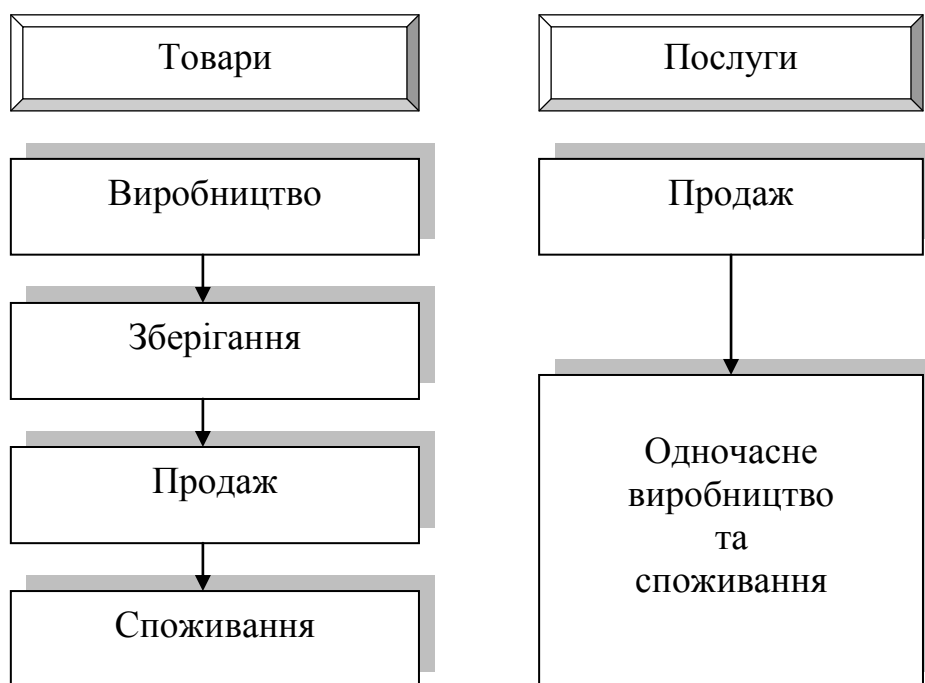 Товари
Послуги
Виробництво
Продаж
Зберігання
Продаж
Споживання
Одночасне
виробництво
та
споживання